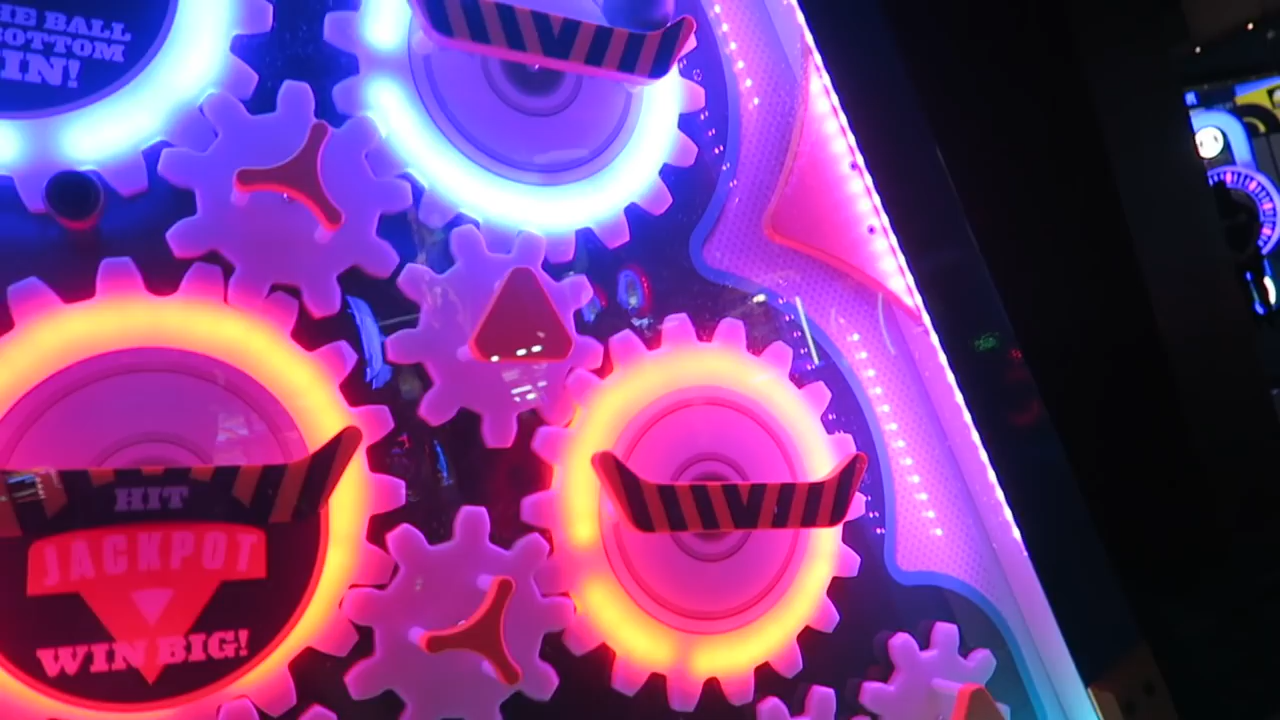 HE BALL
BOTTOM
IN!
HIT
JACKPOT
WIN BIG!